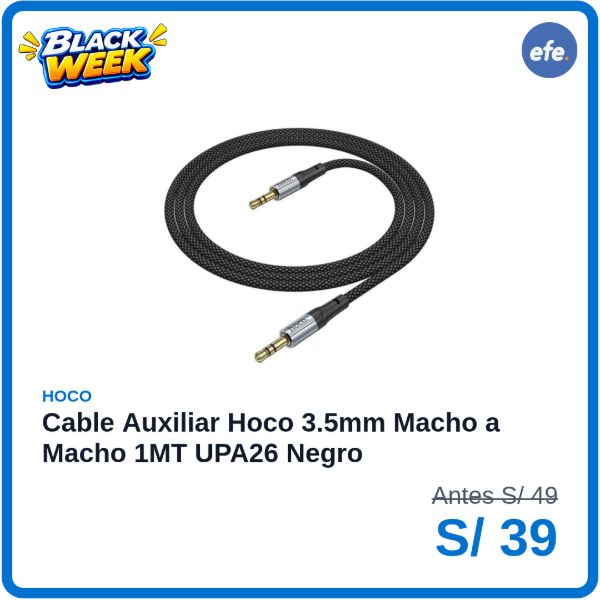 BLACK
WEEK
efe.
HOCO
Cable Auxiliar Hoco 3.5mm Macho a
Macho 1MT UPA26 Negro
Antes S/ 49
S/ 39